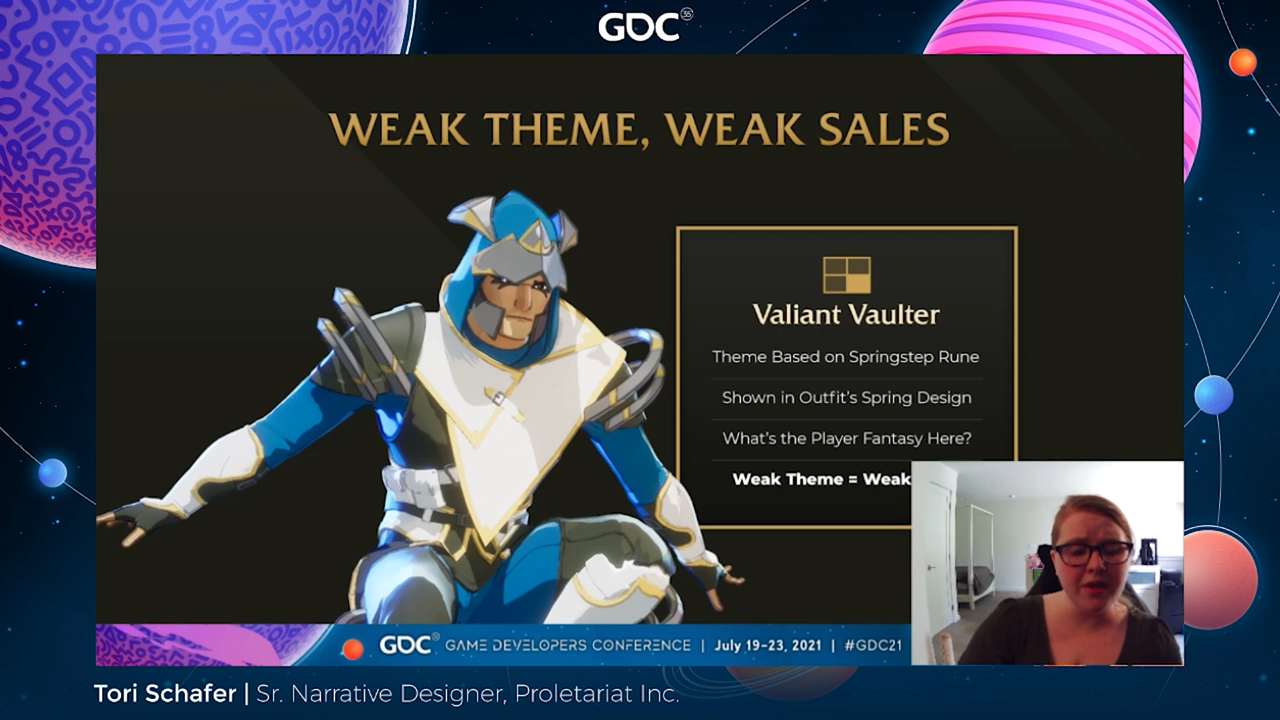 GDC 35
WEAK THEME, WEAK SALES
Valiant Vaulter
Theme Based on Springstep Rune
Shown in Outfit's Spring Design
What's the Player Fantasy Here?
Weak Theme = Weak
GDC 35 GAME DEVELOPERS CONFERENCE | July 19-23, 2021 | #GDC21
Tori Schafer | Sr. Narrative Designer, Proletariat Inc.